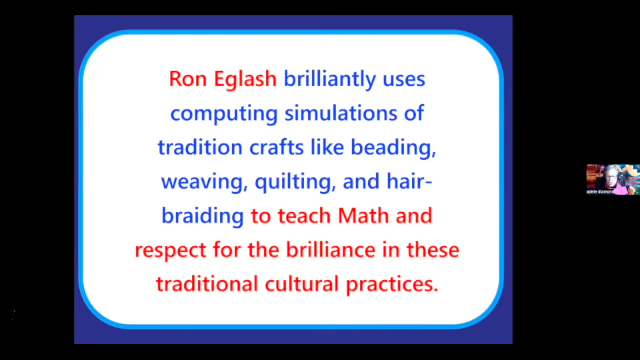 Ron Eglash brilliantly uses
computing simulations of
tradition crafts like beading,
weaving, quilting, and hair-
braiding to teach Math and
respect for the brilliance in these
traditional cultural practices.